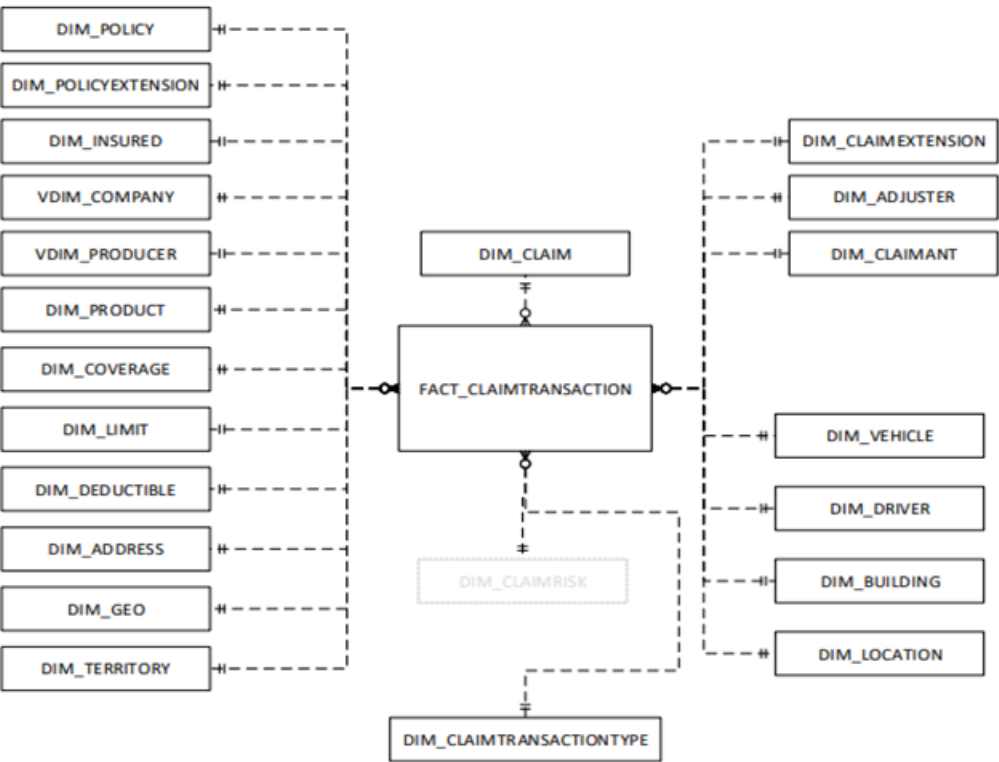 DIM_POLICY
DIM_POLICYEXTENSION
DIM_INSURED
VDIM_COMPANY
VDIM_PRODUCER
DIM_PRODUCT
DIM_COVERAGE
DIM_LIMIT
DIM_DEDUCTIBLE
DIM_ADDRESS
DIM_GEO
DIM_TERRITORY
DIM_CLAIM
FACT_CLAIMTRANSACTION
DIM_CLAIMRISK
DIM_CLAIMTRANSACTIONTYPE
DIM_CLAIMEXTENSION
DIM_ADJUSTER
DIM_CLAIMANT
DIM_VEHICLE
DIM_DRIVER
DIM_BUILDING
DIM_LOCATION